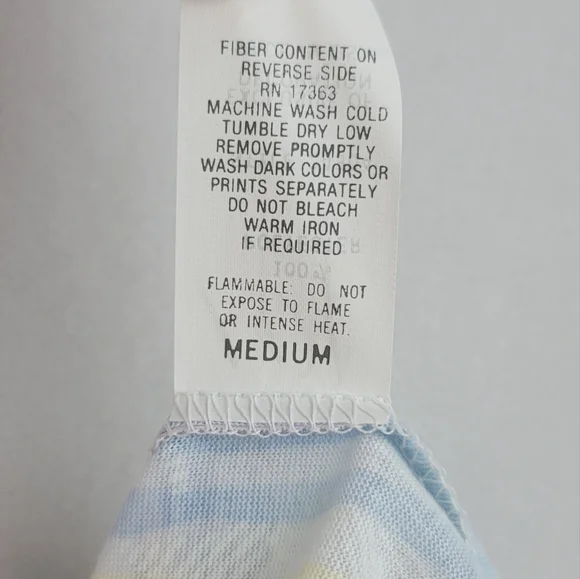 FIBER CONTENT ON
REVERSE SIDE
RN 17363
MACHINE WASH COLD
TUMBLE DRY LOW
REMOVE PROMPTLY
WASH DARK COLORS OR
PRINTS SEPARATELY
DO NOT BLEACH
WARM IRON
IF REQUIRED
100%
FLAMMABLE: DO NOT
EXPOSE TO FLAME
OR INTENSE HEAT.
MEDIUM